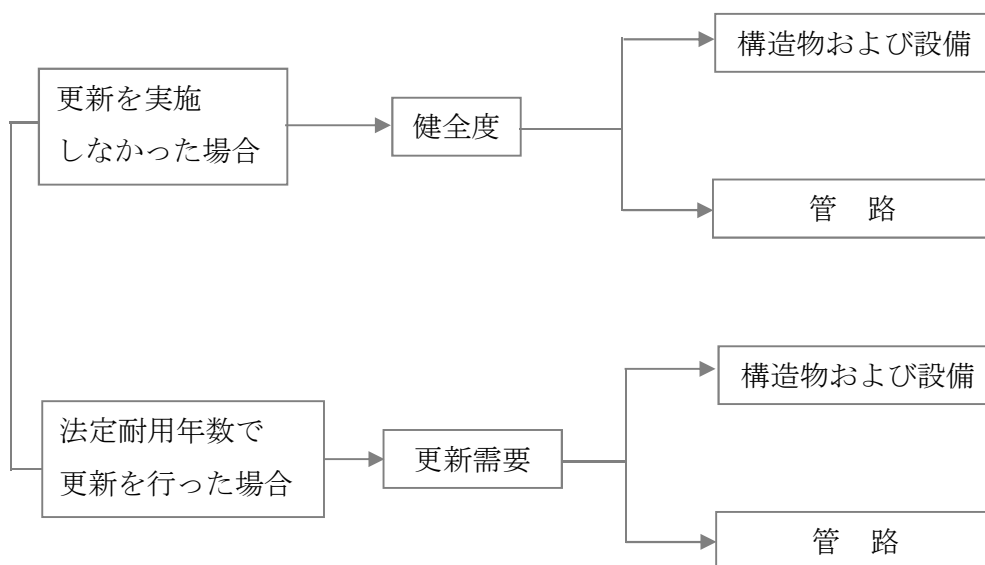 構造物および設備
更新を実施
しなかった場合
健全度
管　路
構造物および設備
法定耐用年数で
更新を行った場合
更新需要
管　路